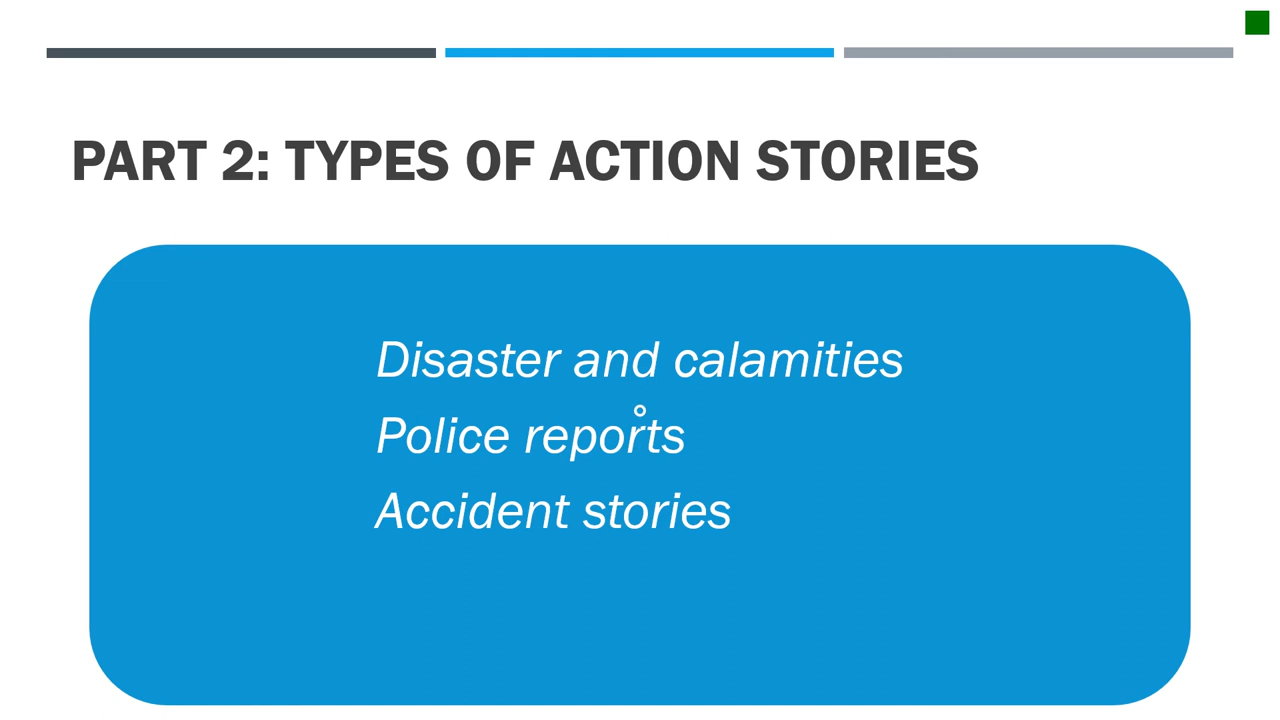 PART 2: TYPES OF ACTION STORIES
Disaster and calamities
Police reports
Accident stories